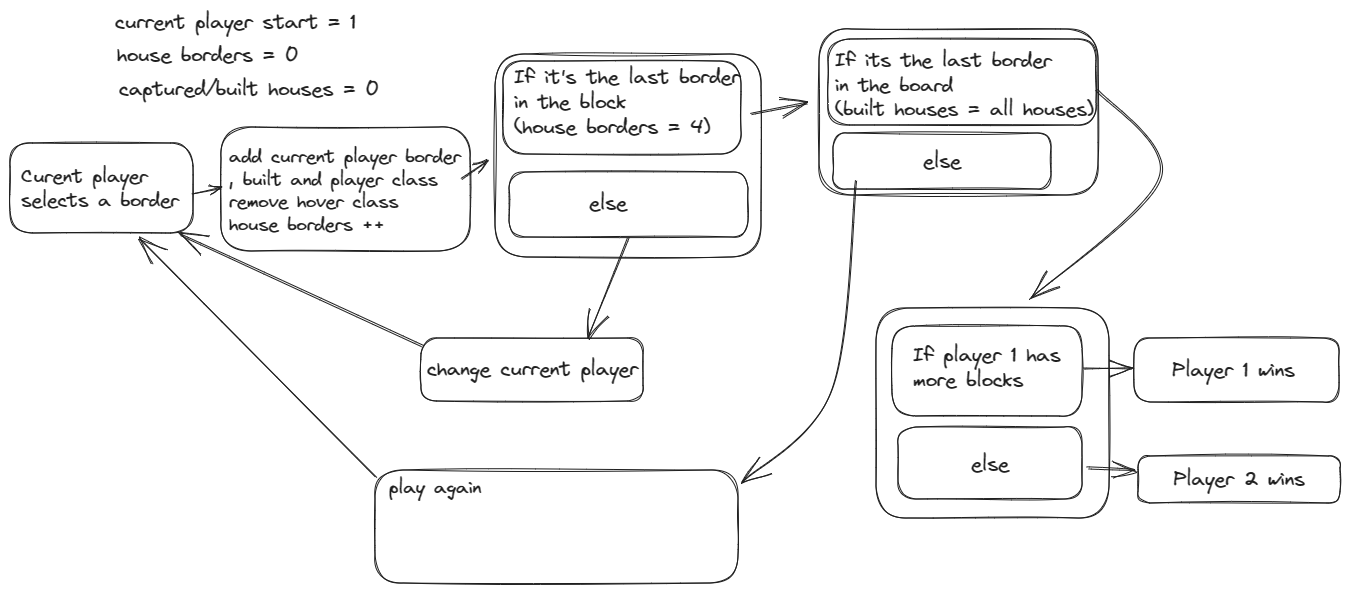 current player start = 1
house borders = 0
captured/built houses = 0
Curent player
selects a border
add current player border
, built and player class
remove hover class
house borders ++
If it's the last border
in the block
(house borders = 4)
else
If its the last border
in the board
(built houses = all houses)
else
change current player
play again
If player 1 has
more blocks
else
Player 1 wins
Player 2 wins